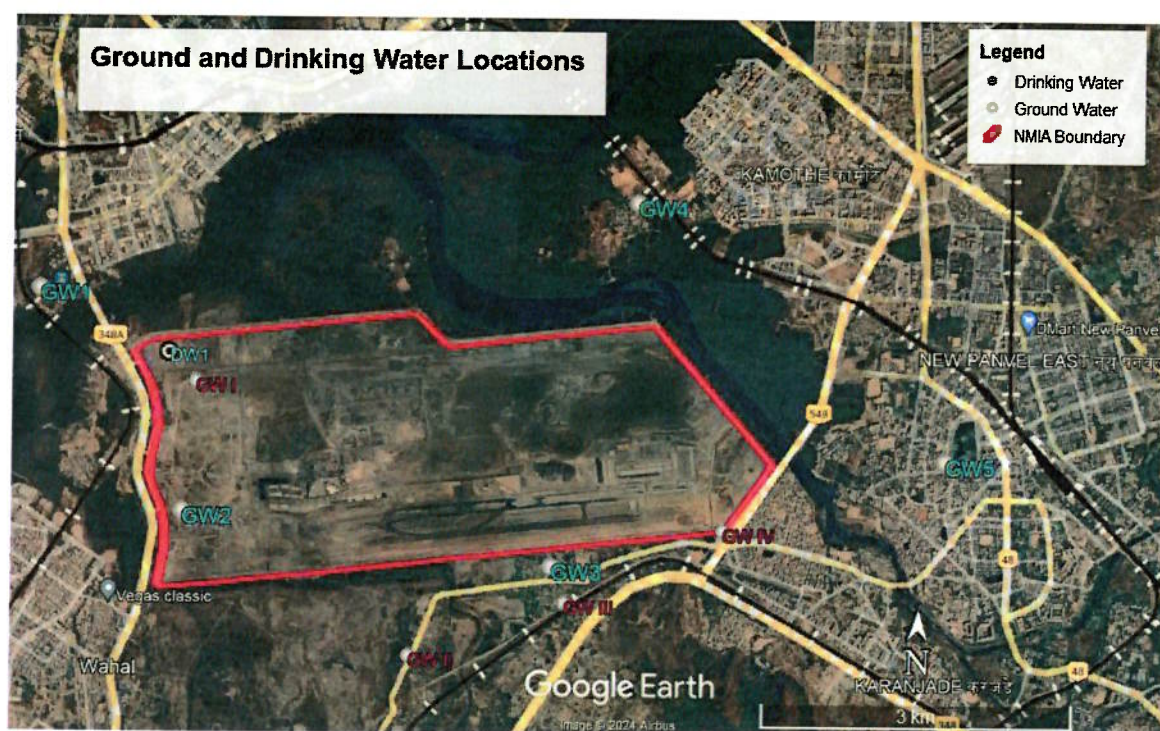 Ground and Drinking Water Locations
Legend
Drinking Water
Ground Water
NMIA Boundary
KAMOTHE कामोठे
GW4
GW1
348A
DW1
GW I
DMart New Panvel
NEW PANVEL EAST
548
GW5
GW2
GW IV
GW3
48
Vegas classic
GW III
Wahal
GW II
N
Google Earth
KARANJADE करंजाडे
48
3 km
Image © 2024 Airbus